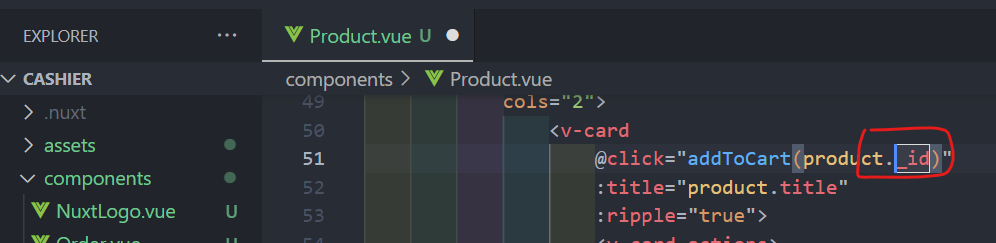 EXPLORER ···
Product.vue U
CASHIER
components > Product.vue
.nuxt
assets
components
NuxtLogo.vue U
Order.vue U
49 cols="2">
50 <v-card
51 @click="addToCart(product._id)"
52 :title="product.title"
53 :ripple="true">
54 <v-card-actions>